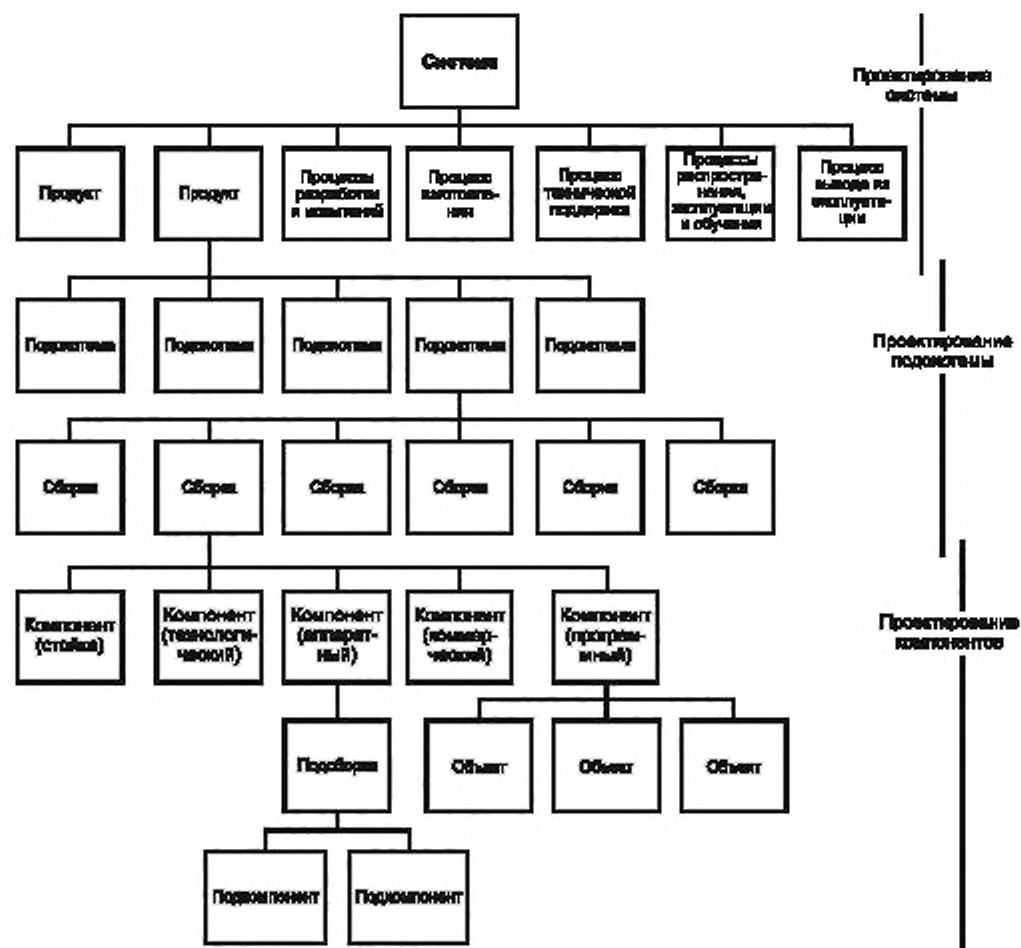 Система
Проектирование
системы
Продукт
Продукт
Процессы
разработки
и испытаний
Процесс
изготовле-
ния
Процесс
технической
поддержки
Процессы
распростра-
нения,
эксплуатации
и обучения
Процесс
вывода из
эксплуата-
ции
Подсистема
Подсистема
Подсистема
Подсистема
Подсистема
Проектирование
подсистемы
Сборка
Сборка
Сборка
Сборка
Сборка
Сборка
Компонент
(стойка)
Компонент
(технологи-
ческий)
Компонент
(аппарат-
ный)
Компонент
(коммер-
ческий)
Компонент
(програм-
мный)
Проектирование
компонентов
Подсборка
Объект
Объект
Объект
Подкомпонент
Подкомпонент